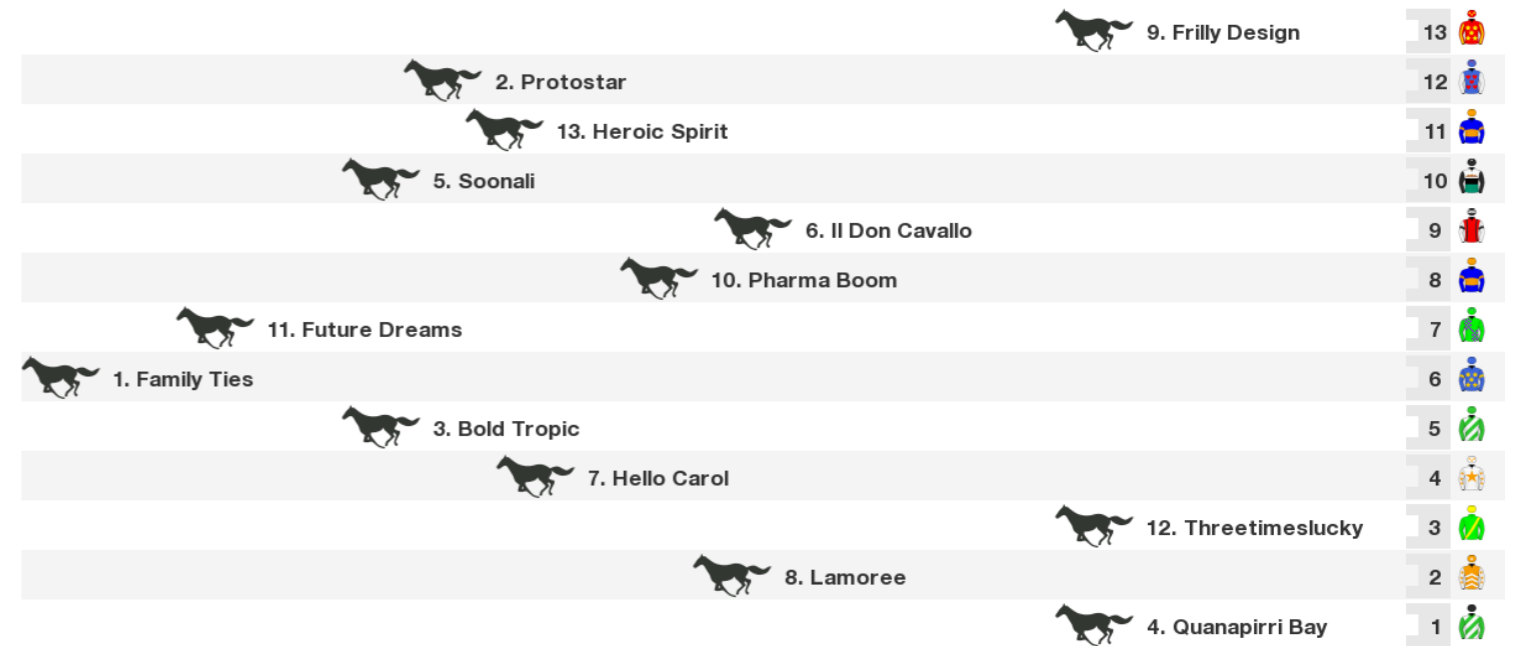 9. Frilly Design 13
2. Protostar 12
13. Heroic Spirit 11
5. Soonali 10
6. Il Don Cavallo 9
10. Pharma Boom 8
11. Future Dreams 7
1. Family Ties 6
3. Bold Tropic 5
7. Hello Carol 4
12. Threetimeslucky 3
8. Lamoree 2
4. Quanapirri Bay 1